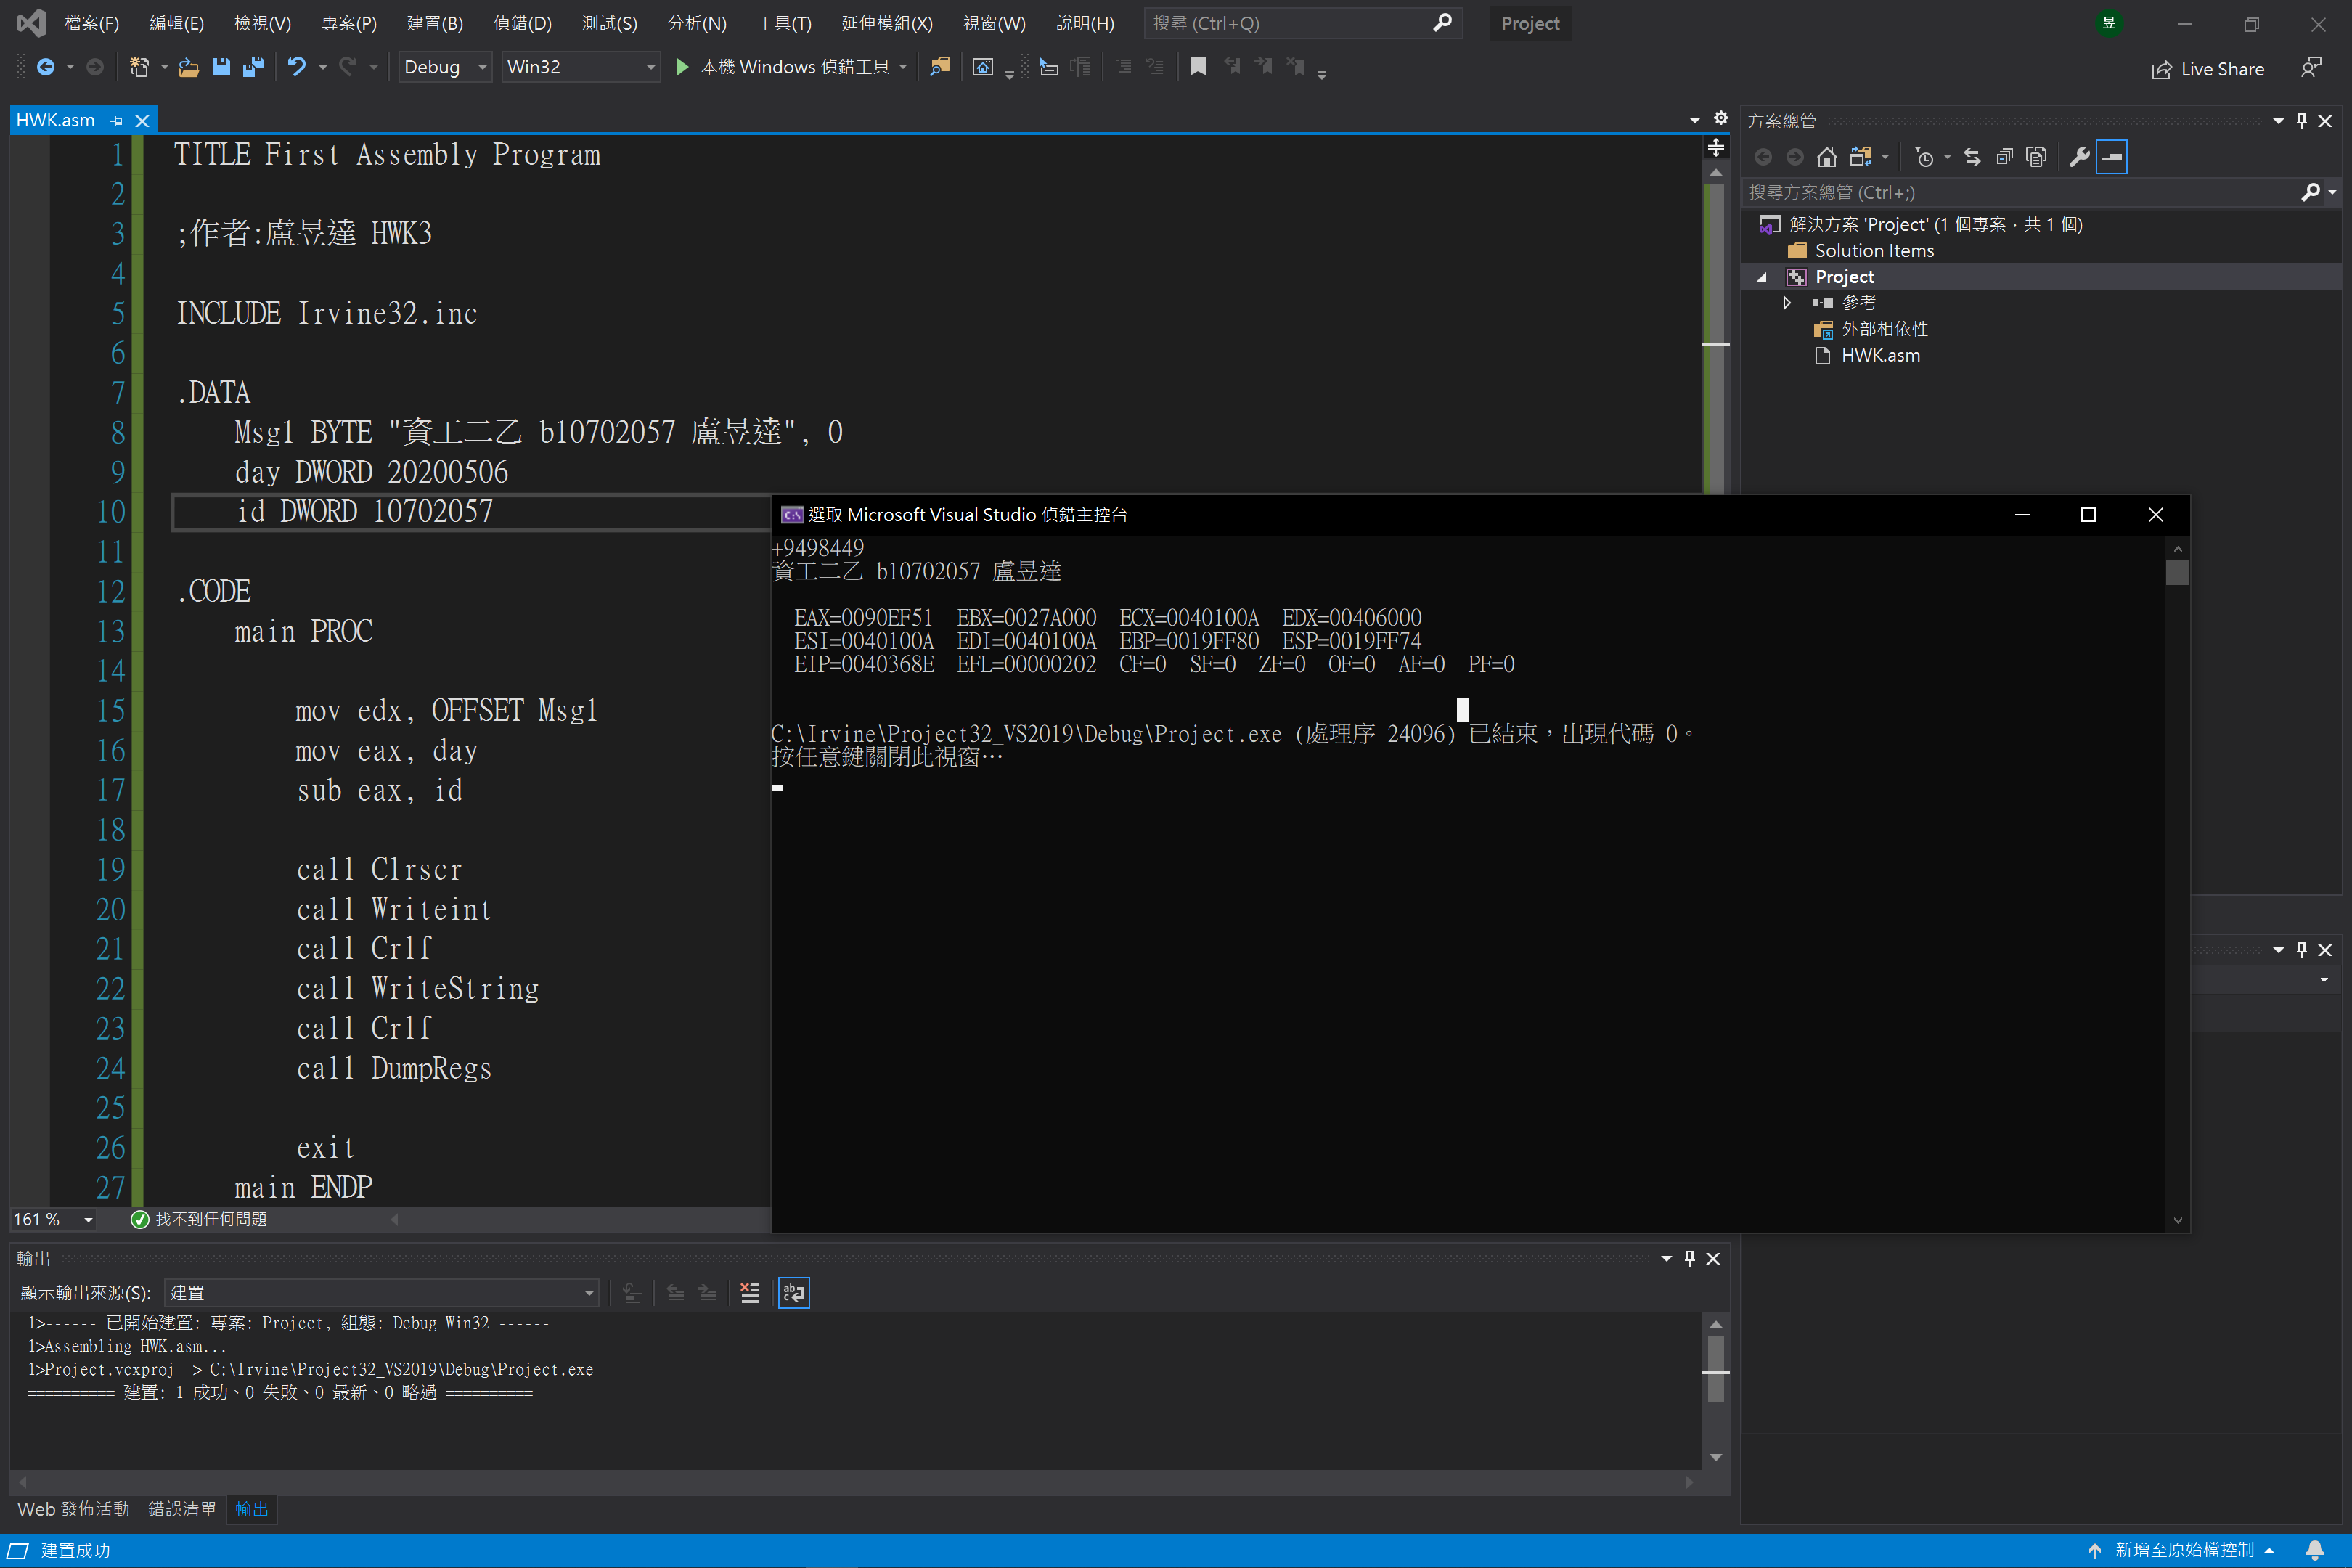 檔案(F) 編輯(E) 檢視(V) 專案(P) 建置(B) 偵錯(D) 測試(S) 分析(N) 工具(T) 延伸模組(X) 視窗(W) 說明(H) 搜尋 (Ctrl+Q) Project 昱
Debug Win32 本機 Windows 偵錯工具 Live Share
HWK.asm
1 TITLE First Assembly Program
2
3 ;作者:盧昱達 HWK3
4
5 INCLUDE Irvine32.inc
6
7 .DATA
8 Msg1 BYTE "資工二乙 b10702057 盧昱達", 0
9 day DWORD 20200506
10 id DWORD 10702057
11
12 .CODE
13 main PROC
14
15 mov edx, OFFSET Msg1
16 mov eax, day
17 sub eax, id
18
19 call Clrscr
20 call Writeint
21 call Crlf
22 call WriteString
23 call Crlf
24 call DumpRegs
25
26 exit
27 main ENDP
161 % 找不到任何問題
選取 Microsoft Visual Studio 偵錯主控台
+9498449
資工二乙 b10702057 盧昱達
EAX=0090EF51 EBX=0027A000 ECX=0040100A EDX=00406000
ESI=0040100A EDI=0040100A EBP=0019FF80 ESP=0019FF74
EIP=0040368E EFL=00000202 CF=0 SF=0 ZF=0 OF=0 AF=0 PF=0
C:\Irvine\Project32_VS2019\Debug\Project.exe (處理序 24096) 已結束，出現代碼 0。
按任意鍵關閉此視窗…
方案總管
搜尋方案總管 (Ctrl+;)
解決方案 'Project' (1 個專案，共 1 個)
Solution Items
Project
參考
外部相依性
HWK.asm
輸出
顯示輸出來源(S): 建置
1>------ 已開始建置: 專案: Project, 組態: Debug Win32 ------
1>Assembling HWK.asm...
1>Project.vcxproj -> C:\Irvine\Project32_VS2019\Debug\Project.exe
========== 建置: 1 成功、0 失敗、0 最新、0 略過 ==========
Web 發佈活動 錯誤清單 輸出
建置成功 新增至原始檔控制